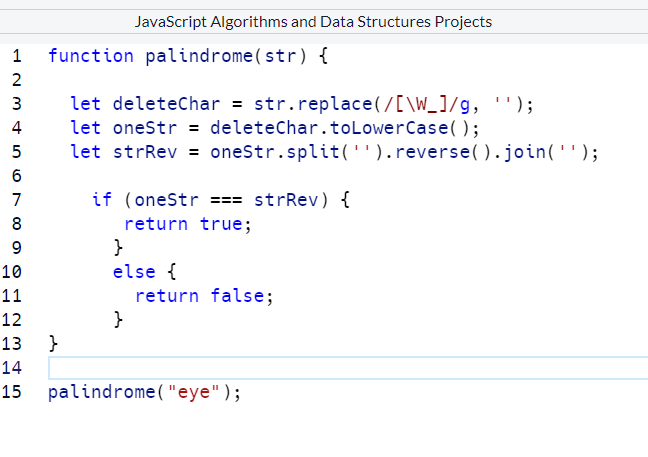 JavaScript Algorithms and Data Structures Projects
1 function palindrome(str) {
2
3 let deleteChar = str.replace(/[\W_]/g, '');
4 let oneStr = deleteChar.toLowerCase();
5 let strRev = oneStr.split('').reverse().join('');
6
7 if (oneStr === strRev) {
8 return true;
9 }
10 else {
11 return false;
12 }
13 }
14
15 palindrome("eye");